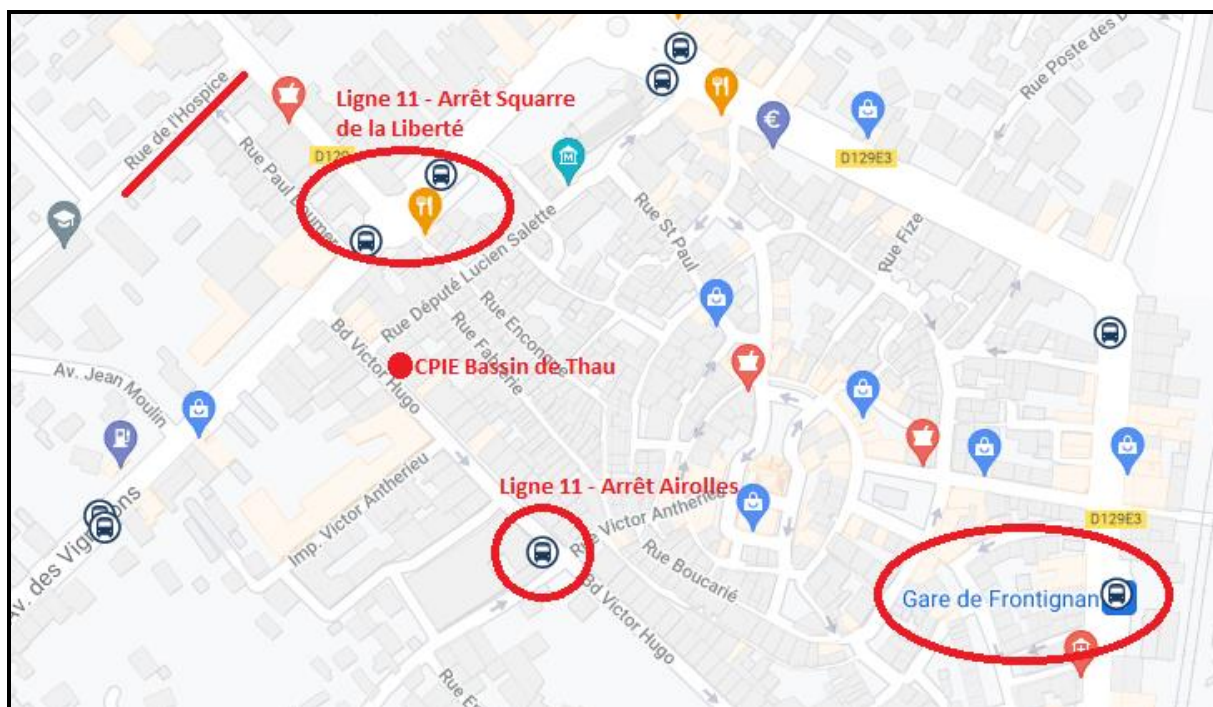 Rue Poste des D
Rue de l'Hospice
Ligne 11 - Arrêt Squarre
de la Liberté
D129
D129E3
Rue Paul Doumer
Rue Député Lucien Salette
Rue St Paul
Rue Fize
Rue Enconge
Rue Fabrerie
Bd Victor Hugo
CPIE Bassin de Thau
Av. Jean Moulin
Av. des Vignerons
Imp. Victor Antherieu
Ligne 11 - Arrêt Airolles
Rue Victor Antherieu
Rue Boucarié
Bd Victor Hugo
D129E3
Gare de Frontignan
M
€